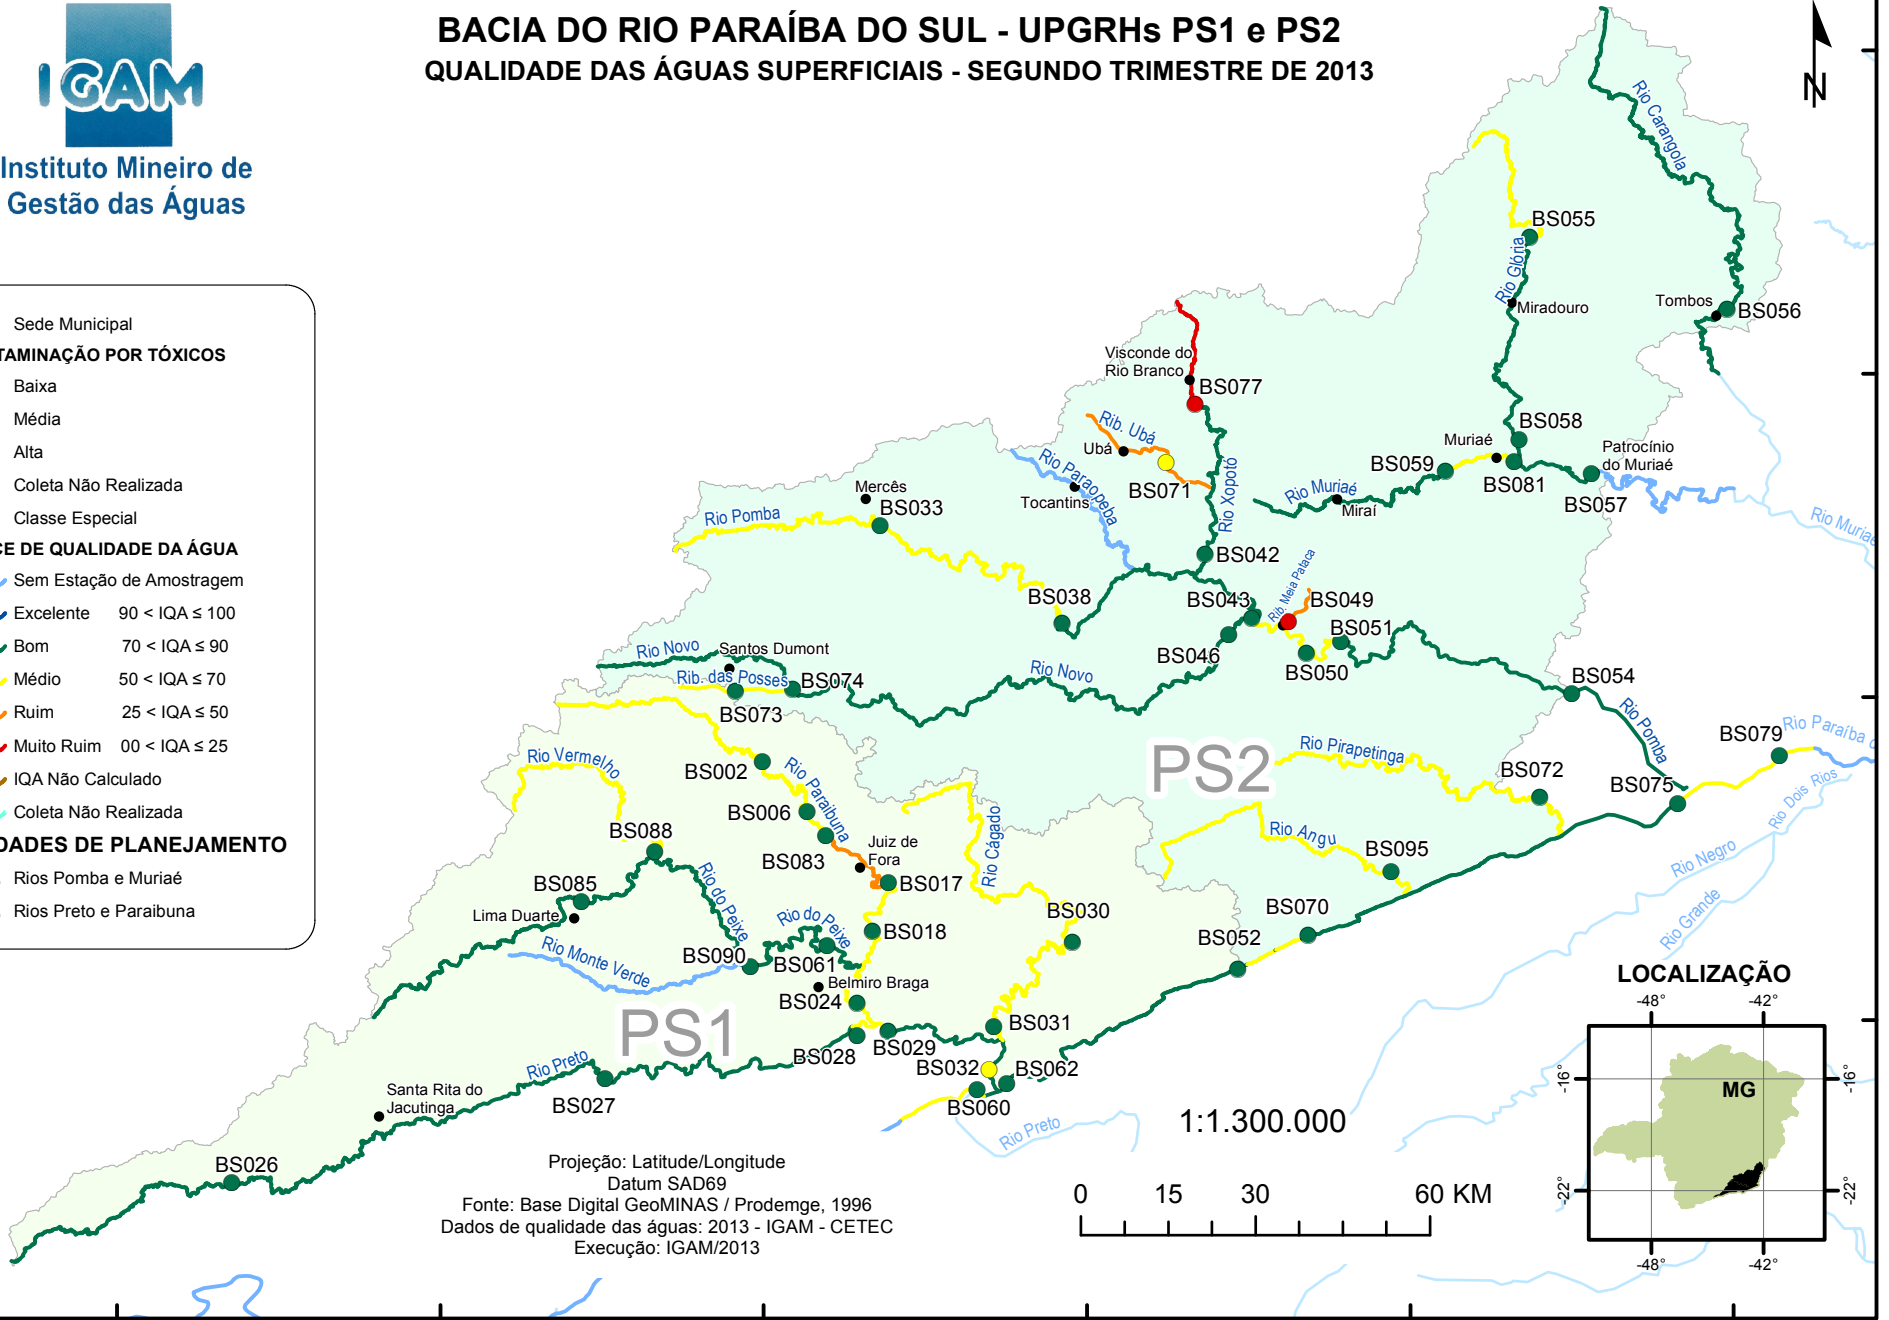 BACIA DO RIO PARAÍBA DO SUL - UPGRHs PS1 e PS2
QUALIDADE DAS ÁGUAS SUPERFICIAIS - SEGUNDO TRIMESTRE DE 2013
IGAM
Instituto Mineiro de
Gestão das Águas
N
Sede Municipal
TAMINAÇÃO POR TÓXICOS
Baixa
Média
Alta
Coleta Não Realizada
Classe Especial
CE DE QUALIDADE DA ÁGUA
Sem Estação de Amostragem
Excelente 90 < IQA ≤ 100
Bom 70 < IQA ≤ 90
Médio 50 < IQA ≤ 70
Ruim 25 < IQA ≤ 50
Muito Ruim 00 < IQA ≤ 25
IQA Não Calculado
Coleta Não Realizada
DADES DE PLANEJAMENTO
Rios Pomba e Muriaé
Rios Preto e Paraibuna
Rio Carangola
BS055
Rio Glória
Miradouro
Tombos
BS056
Visconde do
Rio Branco
BS077
Rib. Ubá
Ubá
BS071
Rio Xopotó
Rio Paraopeba
Tocantins
BS058
Muriaé
BS059
BS081
Patrocínio
do Muriaé
BS057
Rio Muriaé
Miraí
Rio Muriaé
Mercês
BS033
Rio Pomba
BS042
BS038
BS043
Rib. Meia Pataca
BS049
BS051
BS046
BS050
Rio Novo
Santos Dumont
Rib. das Posses
BS074
BS073
Rio Novo
BS054
Rio Pomba
BS079
Rio Paraíba d
Rio Dois Rios
BS075
PS2
Rio Pirapetinga
BS072
Rio Angu
BS095
Rio Vermelho
BS002
Rio Paraibuna
BS006
BS083
Juiz de
Fora
BS017
Rio Cágado
BS088
BS085
Lima Duarte
Rio do Peixe
Rio do Peixe
BS018
BS030
BS070
BS052
Rio Negro
Rio Grande
Rio Monte Verde
BS090
BS061
Belmiro Braga
BS024
PS1
BS028
BS029
BS031
BS032
BS062
BS060
Rio Preto
Rio Preto
BS027
Santa Rita do
Jacutinga
BS026
1:1.300.000
0 15 30 60 KM
Projeção: Latitude/Longitude
Datum SAD69
Fonte: Base Digital GeoMINAS / Prodemge, 1996
Dados de qualidade das águas: 2013 - IGAM - CETEC
Execução: IGAM/2013
LOCALIZAÇÃO
-48° -42°
-16° MG -16°
-22° -22°
-48° -42°